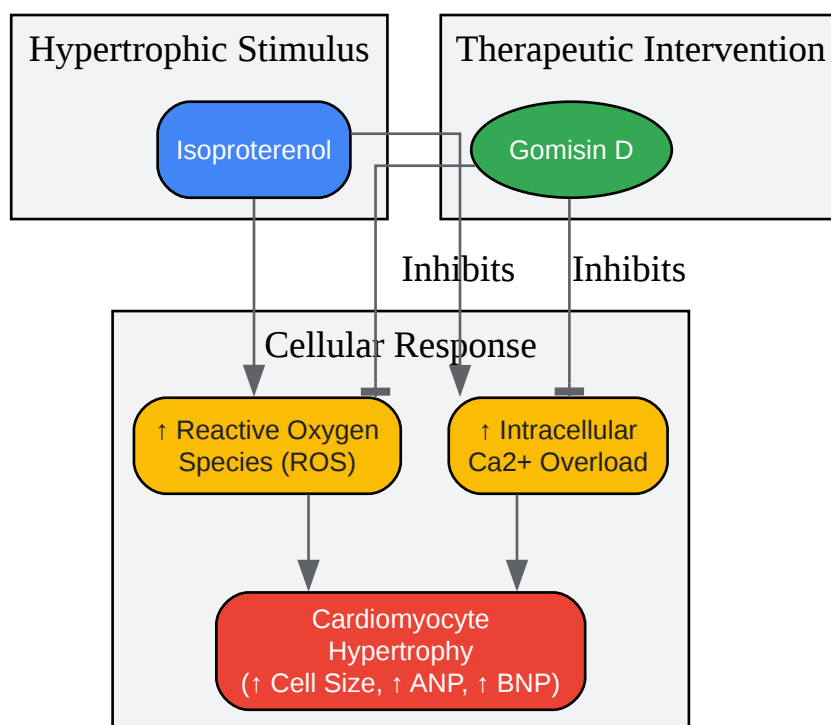 Hypertrophic Stimulus
Therapeutic Intervention
Isoproterenol
Gomisin D
Inhibits
Inhibits
Cellular Response
↑ Reactive Oxygen
Species (ROS)
↑ Intracellular
Ca2+ Overload
Cardiomyocyte
Hypertrophy
(↑ Cell Size, ↑ ANP, ↑ BNP)